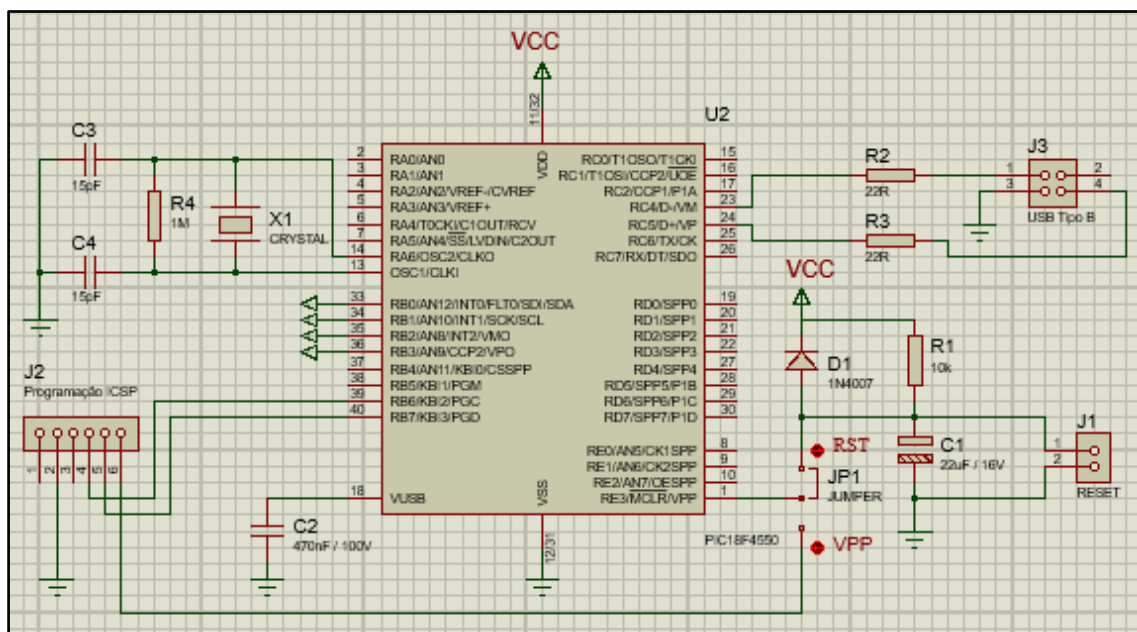 VCC
11/32
U2
VDD
C3
15pF
R4
1M
X1
CRYSTAL
C4
15pF
2 RA0/AN0
3 RA1/AN1
4 RA2/AN2/VREF-/CVREF
5 RA3/AN3/VREF+
6 RA4/T0CKI/C1OUT/RCV
7 RA5/AN4/SS/LVDIN/C2OUT
14 RA6/OSC2/CLKO
13 OSC1/CLKI
33 RB0/AN12/INT0/FLT0/SDI/SDA
34 RB1/AN10/INT1/SCK/SCL
35 RB2/AN8/INT2/VMO
36 RB3/AN9/CCP2/VPO
37 RB4/AN11/KBI0/CSSPP
38 RB5/KBI1/PGM
39 RB6/KBI2/PGC
40 RB7/KBI3/PGD
18 VUSB
RC0/T1OSO/T1CKI 15
RC1/T1OSI/CCP2/UOE 16
RC2/CCP1/P1A 17
RC4/D-/VM 23
RC5/D+/VP 24
RC6/TX/CK 25
RC7/RX/DT/SDO 26
RD0/SPP0 19
RD1/SPP1 20
RD2/SPP2 21
RD3/SPP3 22
RD4/SPP4 27
RD5/SPP5/P1B 28
RD6/SPP6/P1C 29
RD7/SPP7/P1D 30
RE0/AN5/CK1SPP 8
RE1/AN6/CK2SPP 9
RE2/AN7/OESPP 10
RE3/MCLR/VPP 1
VSS
12/31
PIC18F4550
R2
22R
R3
22R
J3
1 2
3 4
USB Tipo B
VCC
D1
1N4007
R1
10k
C1
22uF / 16V
J1
1
2
RESET
RST
JP1
JUMPER
VPP
J2
Programação ICSP
1 2 3 4 5 6
C2
470nF / 100V